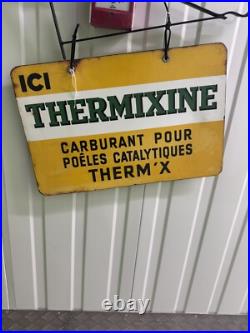 ICI
THERMIXINE
CARBURANT POUR
POÊLES CATALYTIQUES
THERM'X